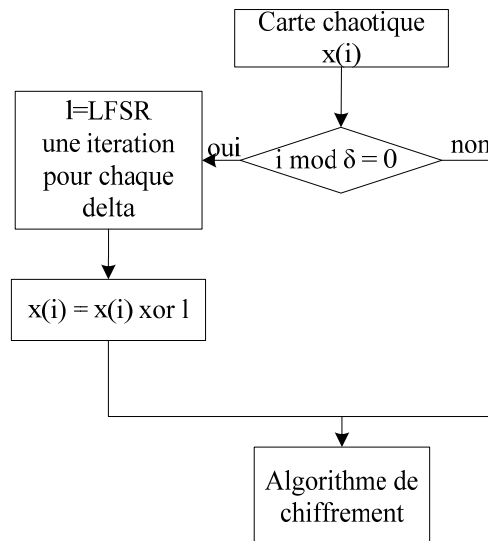 Carte chaotique
x(i)
l=LFSR
une iteration
pour chaque
delta
oui
i mod δ = 0
non
x(i) = x(i) xor l
Algorithme de
chiffrement